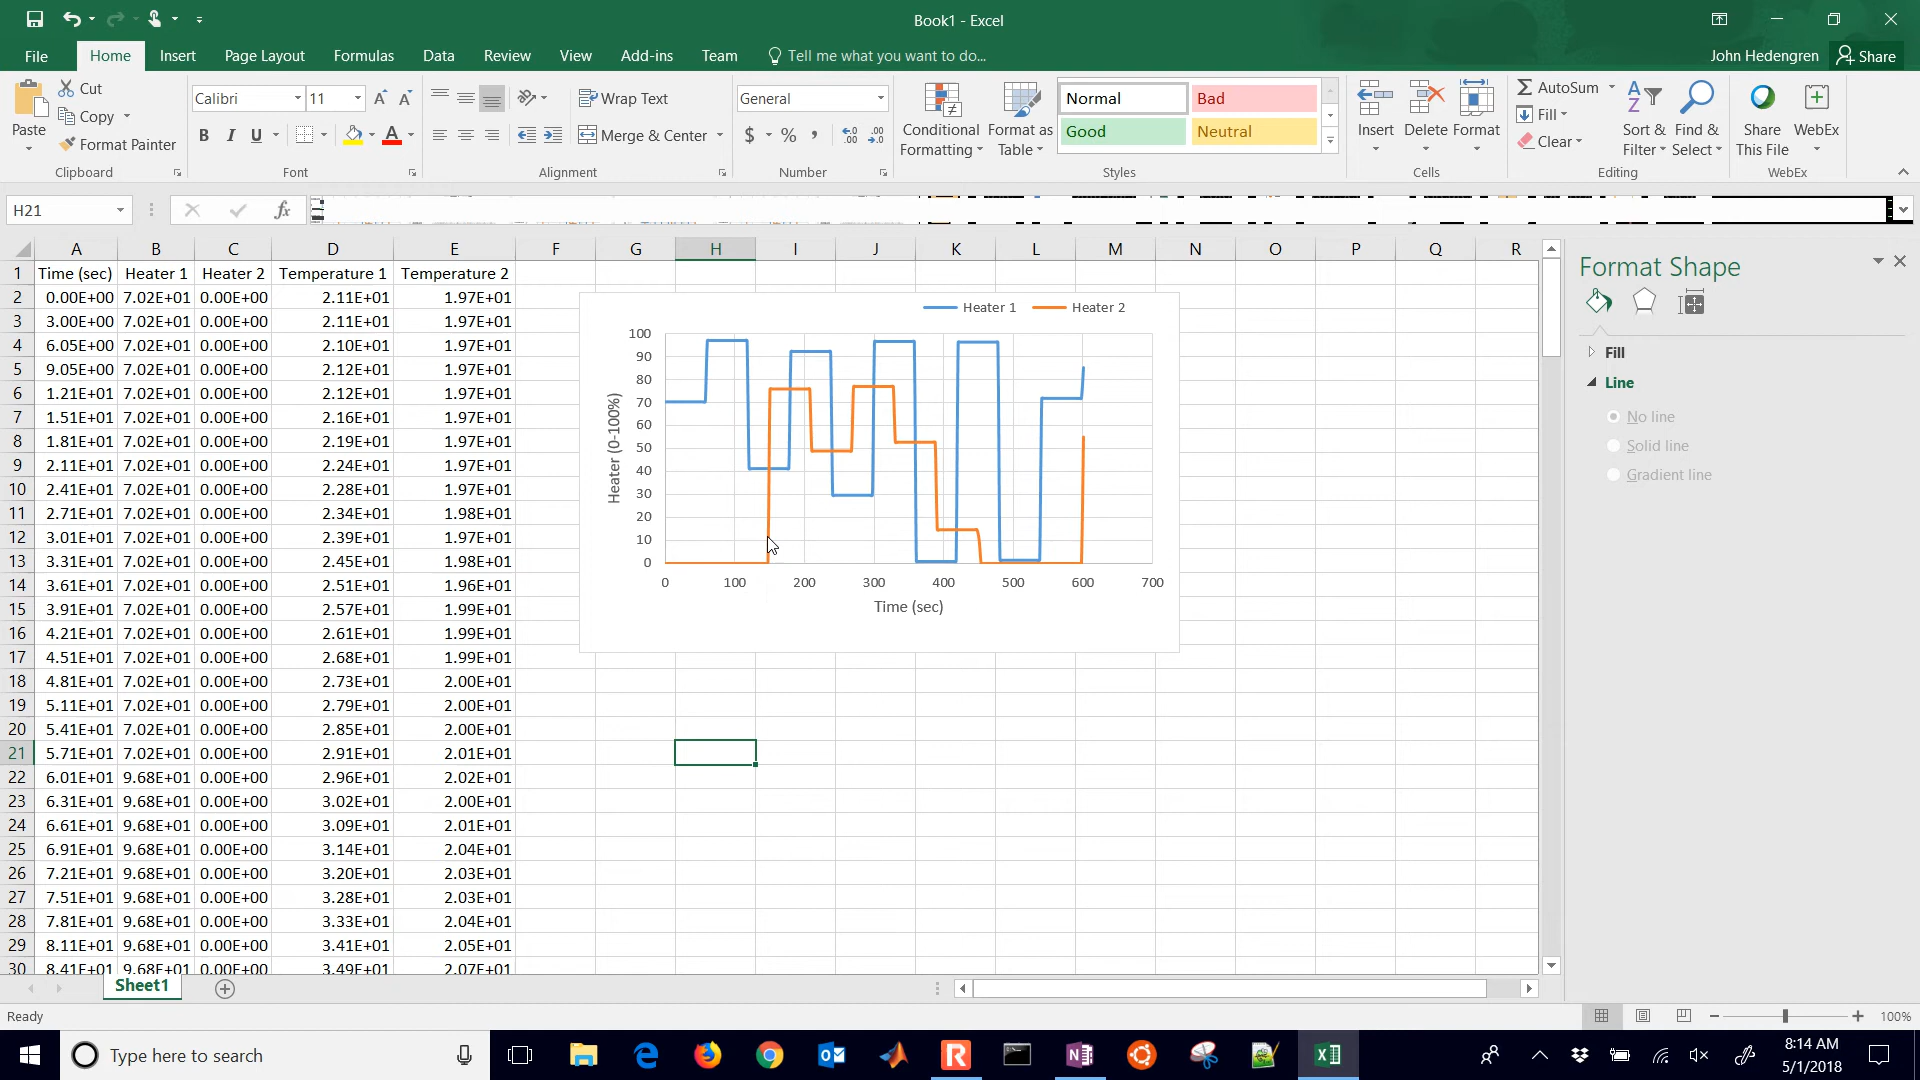 Book1 - Excel
File Home Insert Page Layout Formulas Data Review View Add-ins Team Tell me what you want to do... John Hedengren Share
Paste
Cut
Copy
Format Painter
Clipboard
Calibri 11
B I U
Font
Wrap Text
Merge & Center
Alignment
General
$ % ,
Number
Conditional Formatting
Format as Table
Normal Bad
Good Neutral
Styles
Insert Delete Format
Cells
AutoSum
Fill
Clear
Sort & Filter
Find & Select
Editing
Share This File
WebEx
WebEx
H21 fx
A B C D E F G H I J K L M N O P Q R
1 Time (sec) Heater 1 Heater 2 Temperature 1 Temperature 2
2 0.00E+00 7.02E+01 0.00E+00 2.11E+01 1.97E+01
3 3.00E+00 7.02E+01 0.00E+00 2.11E+01 1.97E+01
4 6.05E+00 7.02E+01 0.00E+00 2.10E+01 1.97E+01
5 9.05E+00 7.02E+01 0.00E+00 2.12E+01 1.97E+01
6 1.21E+01 7.02E+01 0.00E+00 2.12E+01 1.97E+01
7 1.51E+01 7.02E+01 0.00E+00 2.16E+01 1.97E+01
8 1.81E+01 7.02E+01 0.00E+00 2.19E+01 1.97E+01
9 2.11E+01 7.02E+01 0.00E+00 2.24E+01 1.97E+01
10 2.41E+01 7.02E+01 0.00E+00 2.28E+01 1.97E+01
11 2.71E+01 7.02E+01 0.00E+00 2.34E+01 1.98E+01
12 3.01E+01 7.02E+01 0.00E+00 2.39E+01 1.97E+01
13 3.31E+01 7.02E+01 0.00E+00 2.45E+01 1.98E+01
14 3.61E+01 7.02E+01 0.00E+00 2.51E+01 1.96E+01
15 3.91E+01 7.02E+01 0.00E+00 2.57E+01 1.99E+01
16 4.21E+01 7.02E+01 0.00E+00 2.61E+01 1.99E+01
17 4.51E+01 7.02E+01 0.00E+00 2.68E+01 1.99E+01
18 4.81E+01 7.02E+01 0.00E+00 2.73E+01 2.00E+01
19 5.11E+01 7.02E+01 0.00E+00 2.79E+01 2.00E+01
20 5.41E+01 7.02E+01 0.00E+00 2.85E+01 2.00E+01
21 5.71E+01 7.02E+01 0.00E+00 2.91E+01 2.01E+01
22 6.01E+01 9.68E+01 0.00E+00 2.96E+01 2.02E+01
23 6.31E+01 9.68E+01 0.00E+00 3.02E+01 2.00E+01
24 6.61E+01 9.68E+01 0.00E+00 3.09E+01 2.01E+01
25 6.91E+01 9.68E+01 0.00E+00 3.14E+01 2.04E+01
26 7.21E+01 9.68E+01 0.00E+00 3.20E+01 2.03E+01
27 7.51E+01 9.68E+01 0.00E+00 3.28E+01 2.03E+01
28 7.81E+01 9.68E+01 0.00E+00 3.33E+01 2.04E+01
29 8.11E+01 9.68E+01 0.00E+00 3.41E+01 2.05E+01
30 8.41E+01 9.68E+01 0.00E+00 3.49E+01 2.07E+01
Heater 1 Heater 2
Heater (0-100%)
100
90
80
70
60
50
40
30
20
10
0
0 100 200 300 400 500 600 700
Time (sec)
Format Shape
Fill
Line
No line
Solid line
Gradient line
Sheet1
Ready
100%
Type here to search
8:14 AM
5/1/2018